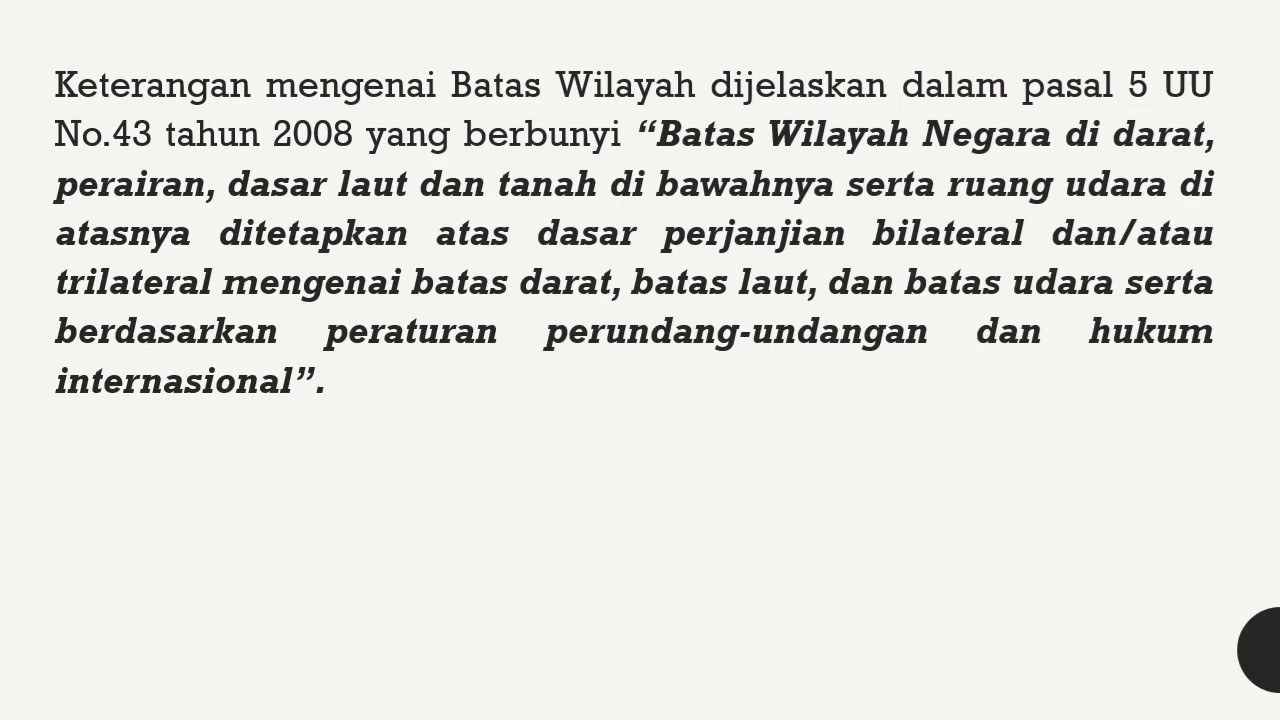 Keterangan mengenai Batas Wilayah dijelaskan dalam pasal 5 UU
No.43 tahun 2008 yang berbunyi “Batas Wilayah Negara di darat,
perairan, dasar laut dan tanah di bawahnya serta ruang udara di
atasnya ditetapkan atas dasar perjanjian bilateral dan/atau
trilateral mengenai batas darat, batas laut, dan batas udara serta
berdasarkan peraturan perundang-undangan dan hukum
internasional”.